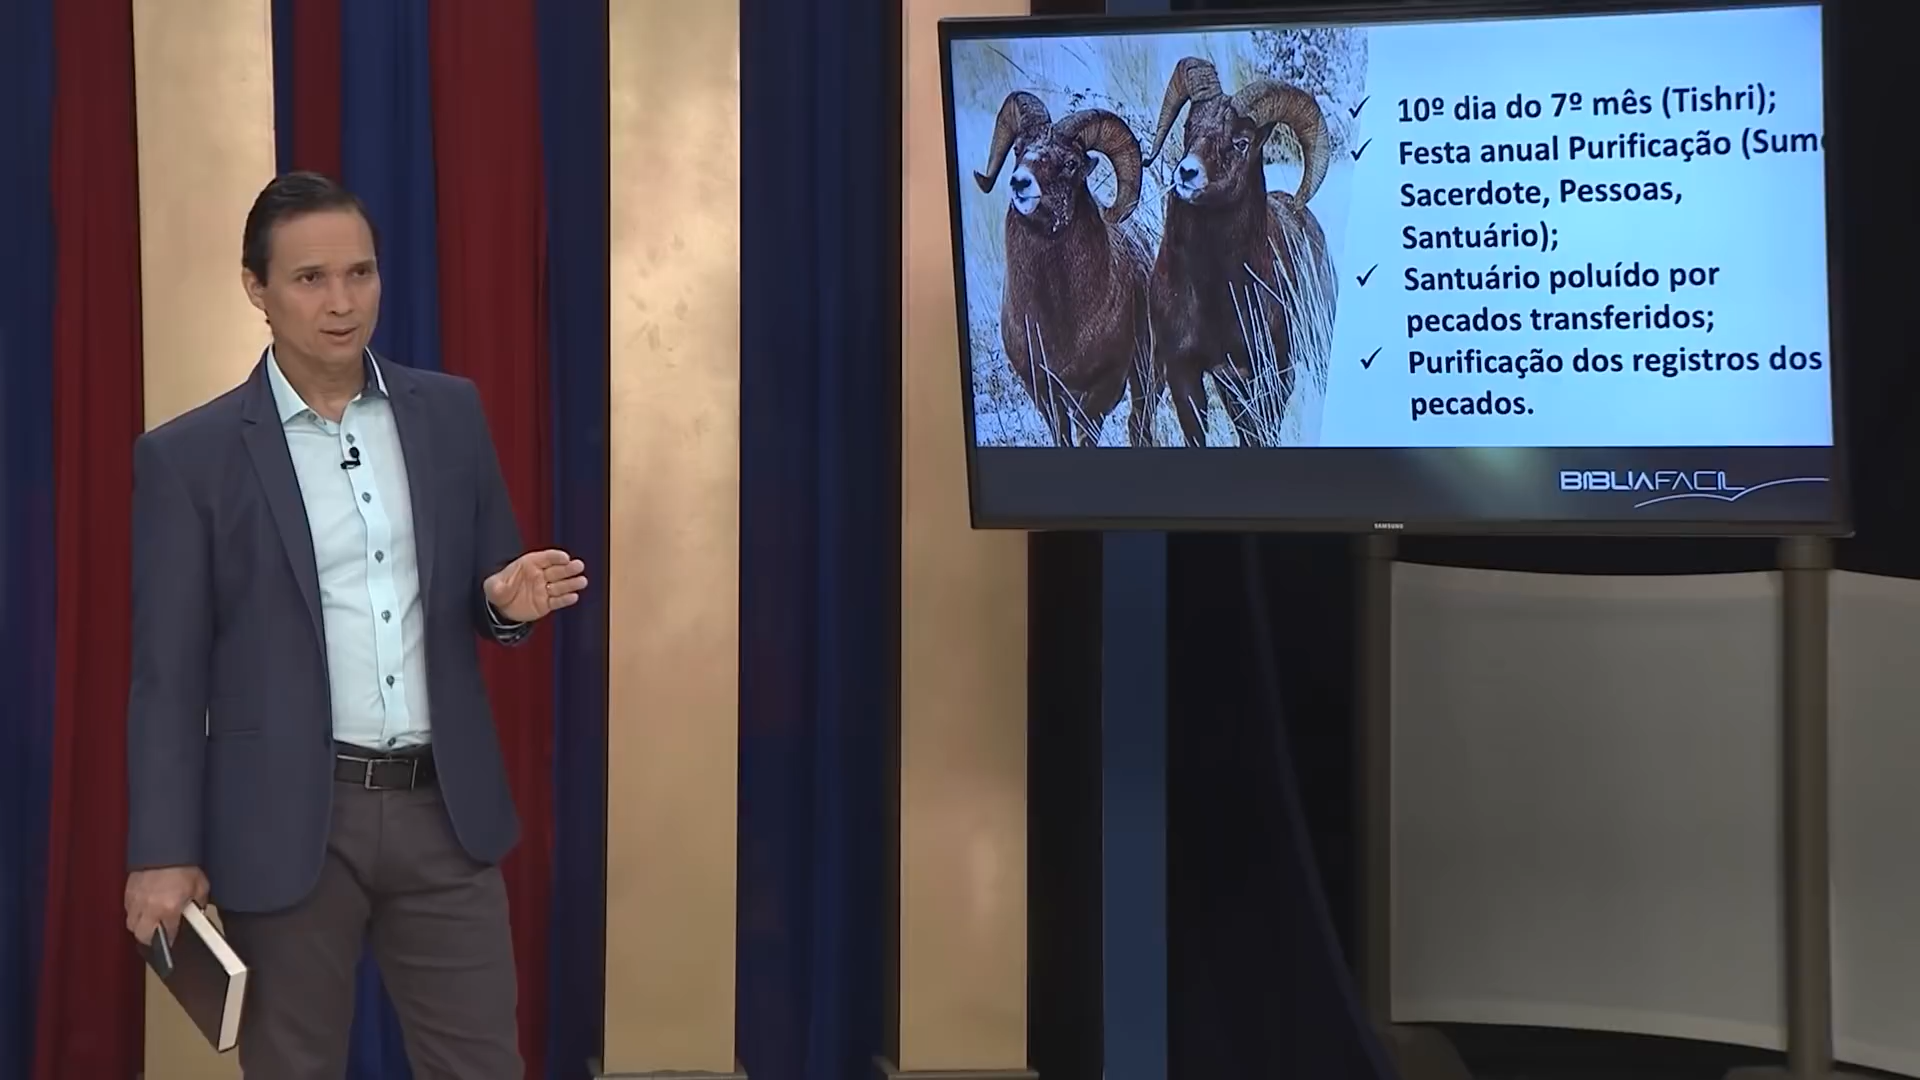 10º dia do 7º mês (Tishri);
Festa anual Purificação (Sum
Sacerdote, Pessoas,
Santuário);
Santuário poluído por
pecados transferidos;
Purificação dos registros dos
pecados.
BIBLIAFACIL
SAMSUNG